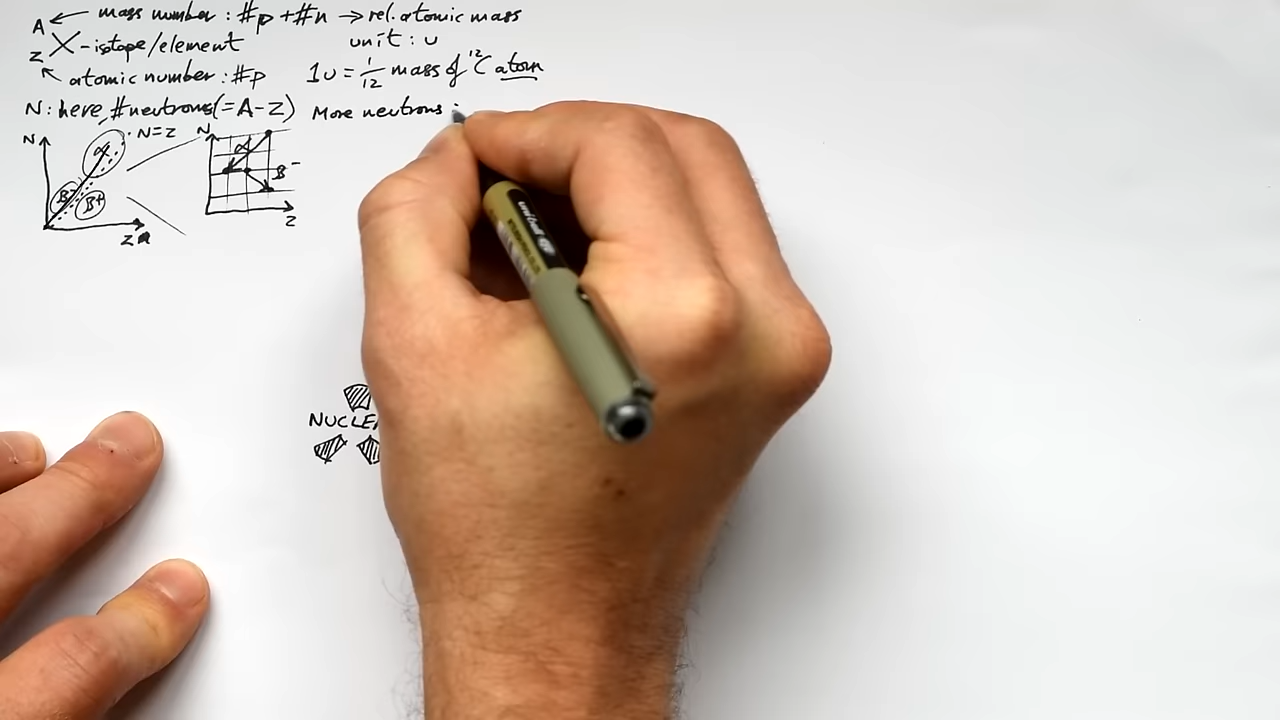 A ← mass number : #p + #n → rel. atomic mass
Z X - isotope/element unit : u
↖ atomic number : #p 1u = 1/12 mass of ¹²C atom
N : here, #neutrons (= A - Z) More neutrons :
N α N=Z β⁻ β⁺ Z
N α β⁻ Z
NUCLE
uni